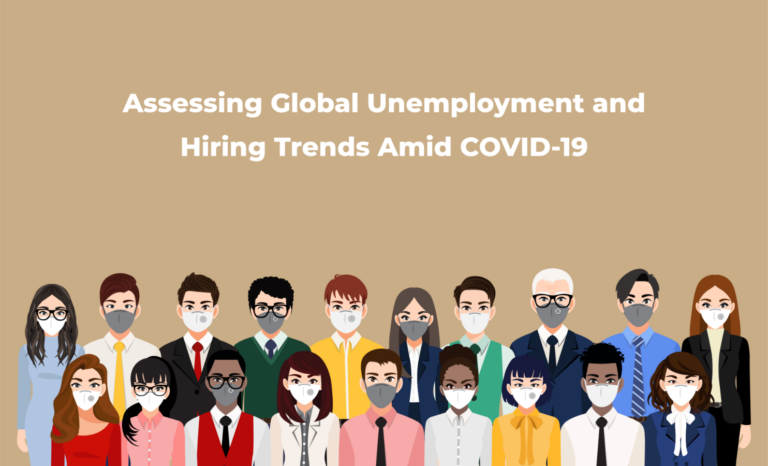 Assessing Global Unemployment and
Hiring Trends Amid COVID-19